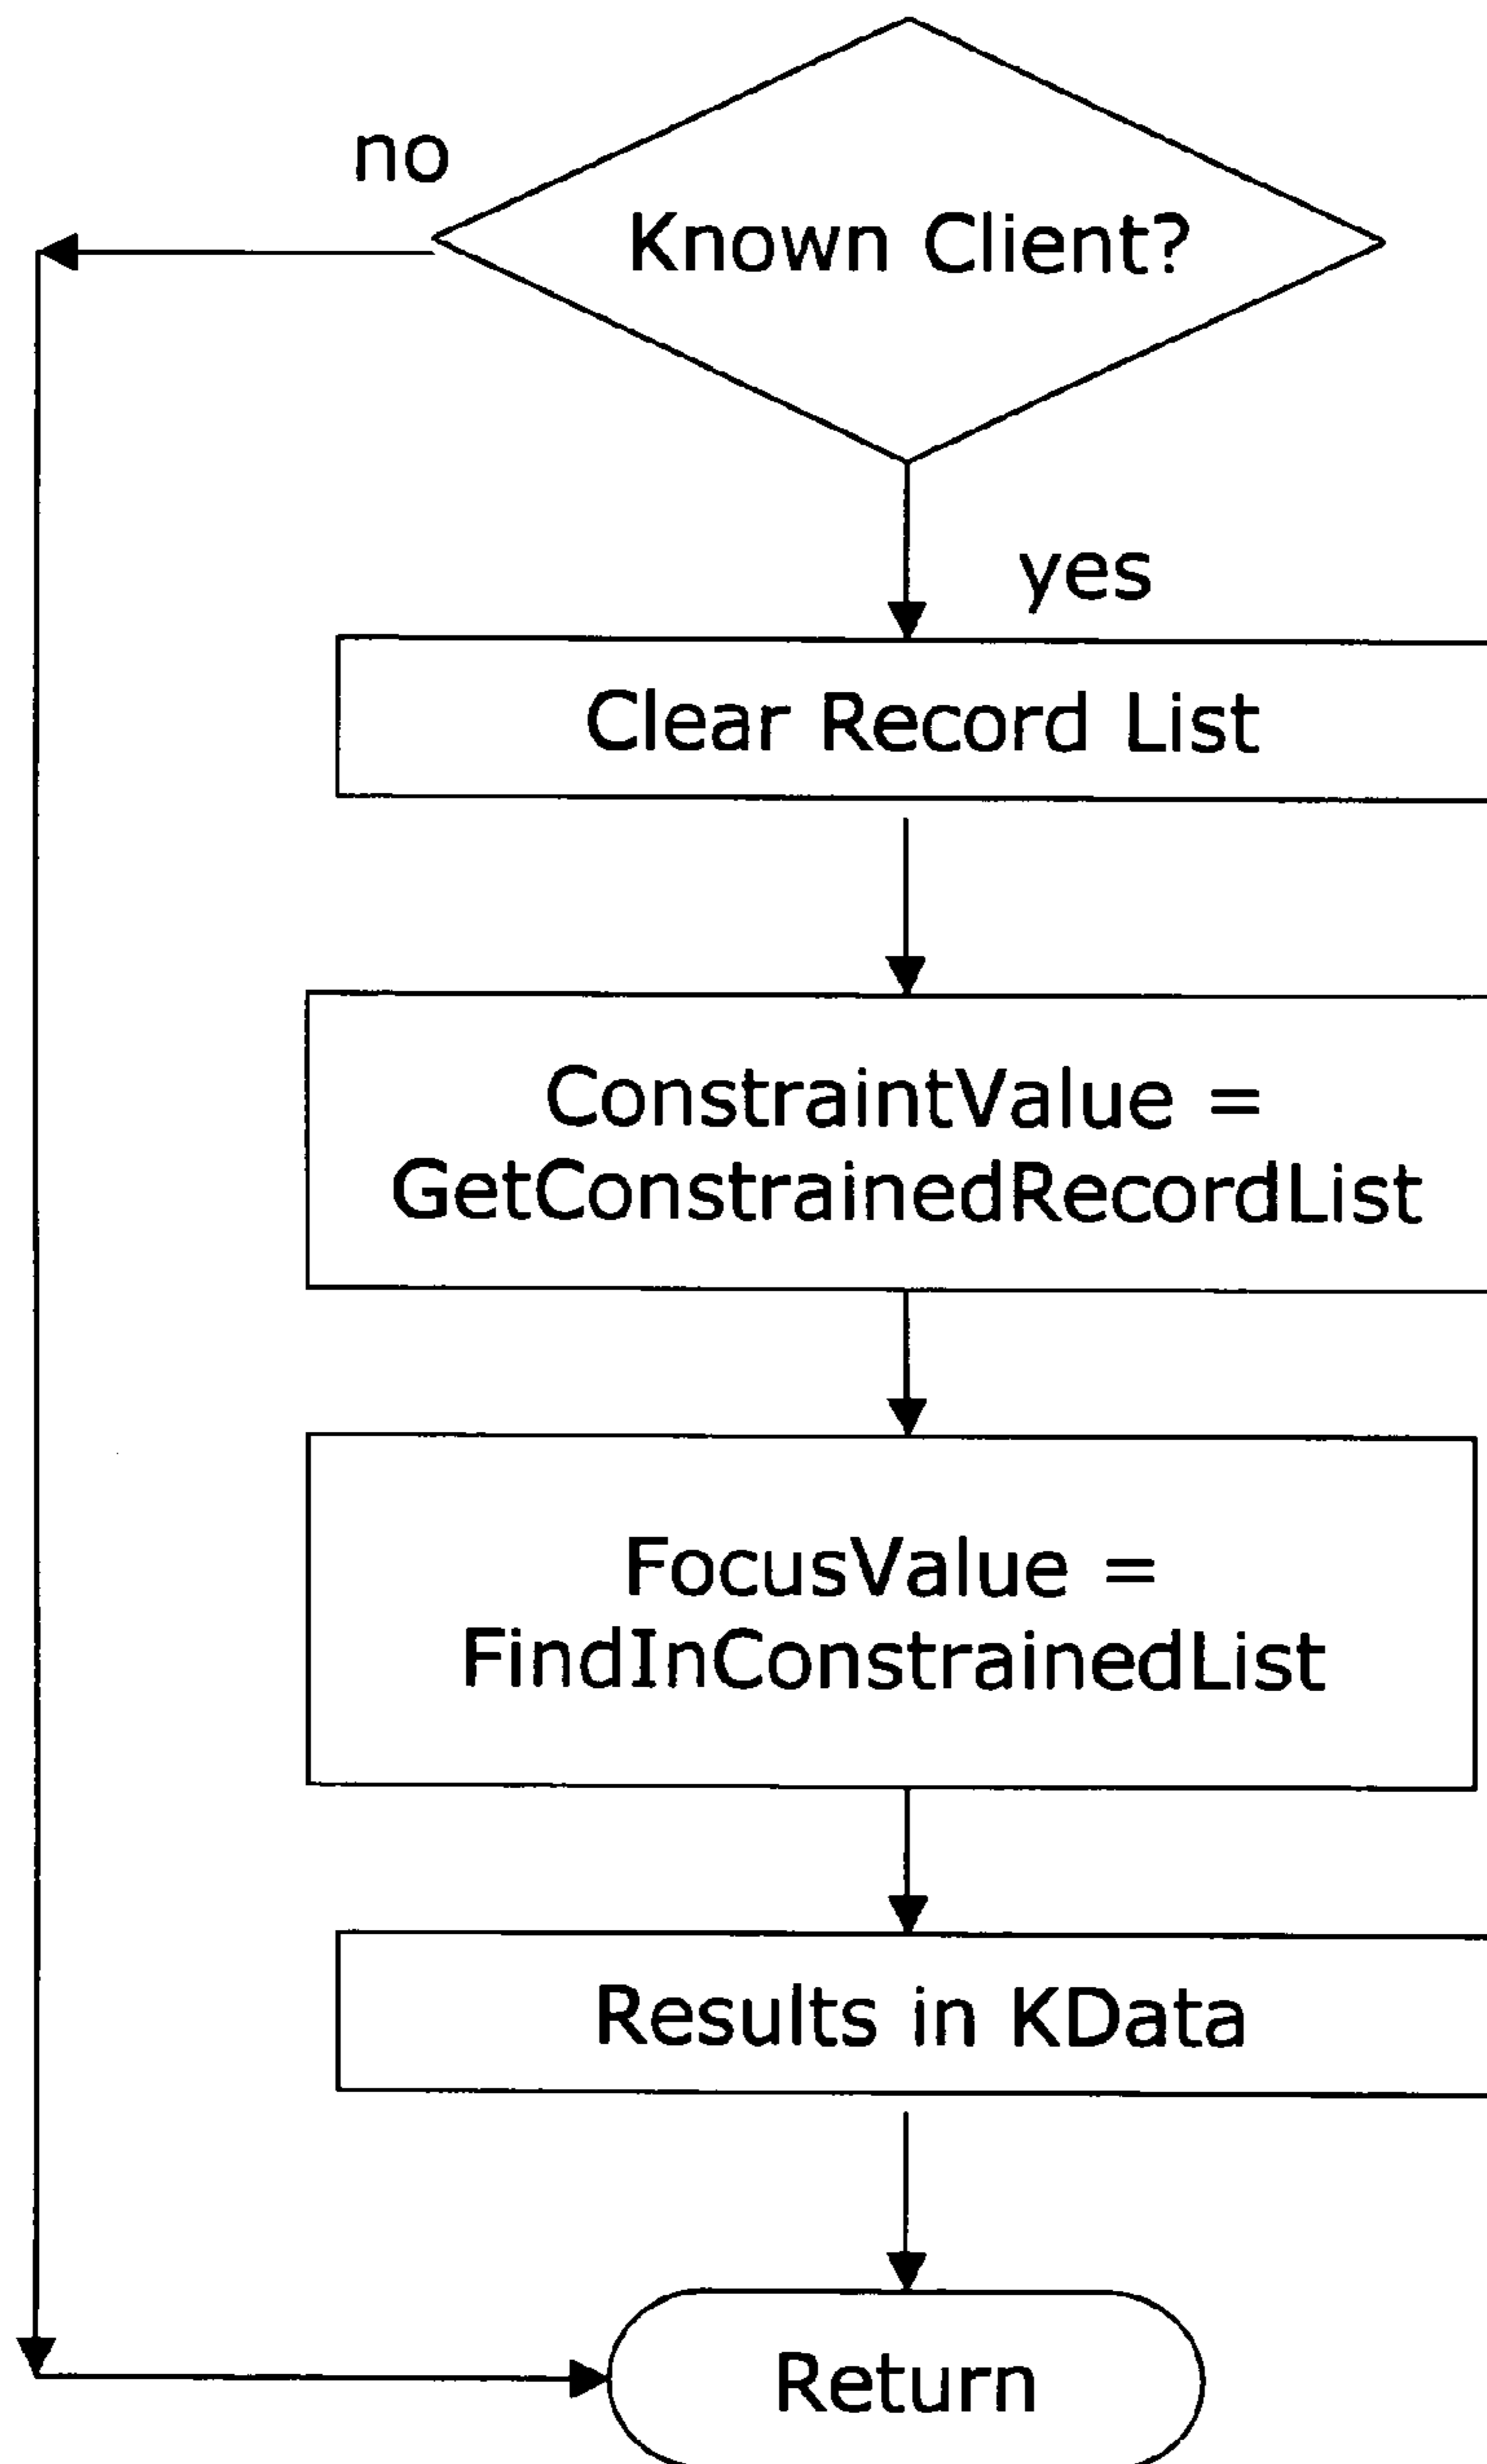 no
Known Client?
yes
Clear Record List
ConstraintValue =
GetConstrainedRecordList
FocusValue =
FindInConstrainedList
Results in KData
Return